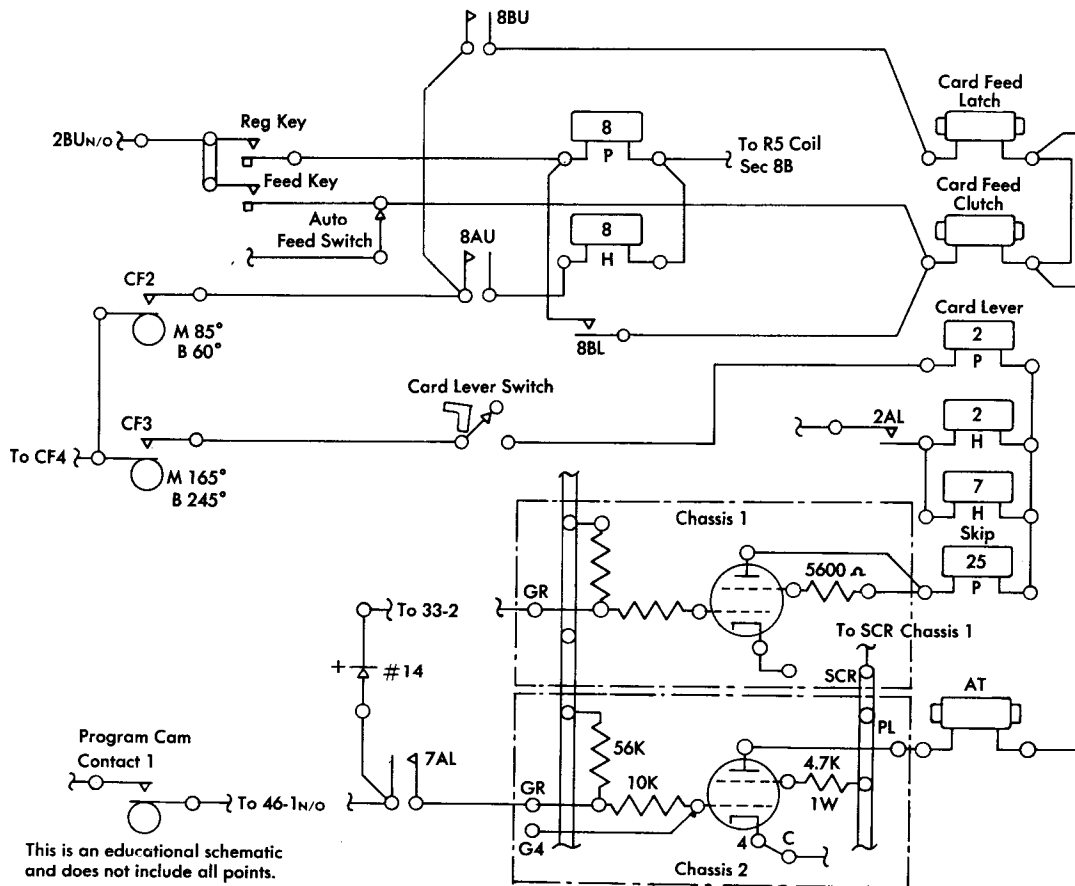 8BU
Card Feed
Latch
2BU N/O
Reg Key
8
P
To R5 Coil
Sec 8B
Feed Key
Card Feed
Clutch
Auto
Feed Switch
8AU
8
H
CF2
M 85°
B 60°
8BL
Card Lever
2
P
Card Lever Switch
CF3
2AL
2
H
To CF4
M 165°
B 245°
7
H
Chassis 1
Skip
25
P
5600 Ω
GR
To 33-2
To SCR Chassis 1
+ #14
SCR
AT
Program Cam
Contact 1
7AL
56K
PL
10K
4.7K
1W
GR
To 46-1 N/O
G4
4
C
This is an educational schematic
and does not include all points.
Chassis 2